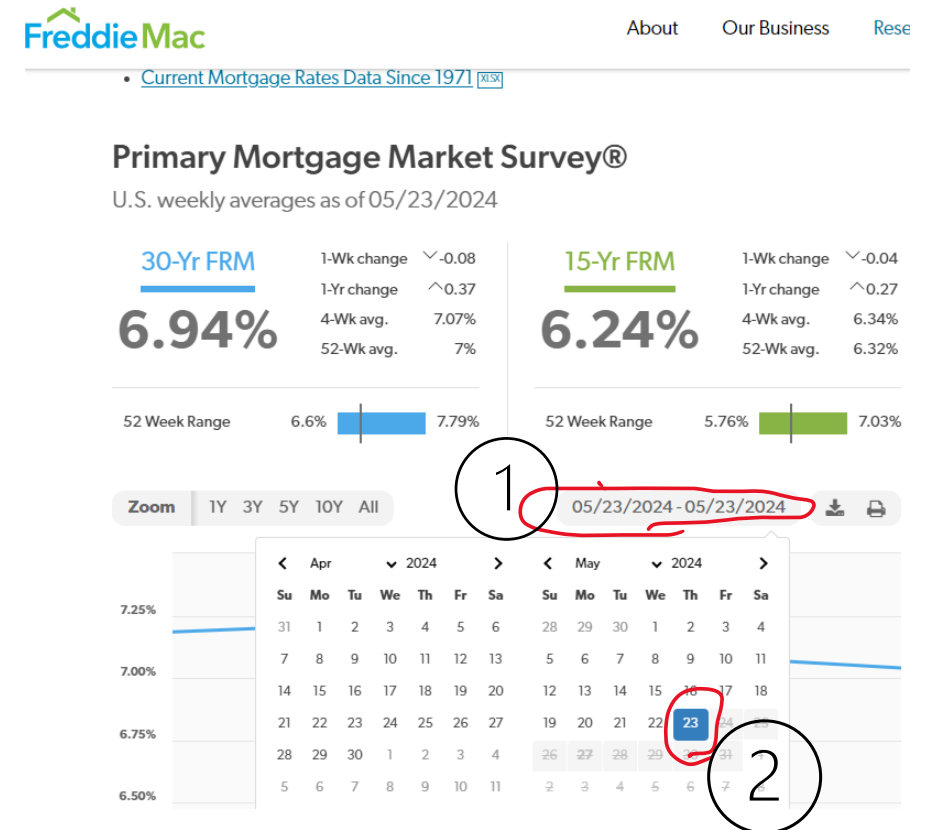 FreddieMac About Our Business Rese
• Current Mortgage Rates Data Since 1971 XLSX
Primary Mortgage Market Survey®
U.S. weekly averages as of 05/23/2024
30-Yr FRM 1-Wk change -0.08 15-Yr FRM 1-Wk change -0.04
1-Yr change 0.37 1-Yr change 0.27
6.94% 4-Wk avg. 7.07% 6.24% 4-Wk avg. 6.34%
52-Wk avg. 7% 52-Wk avg. 6.32%
52 Week Range 6.6% 7.79% 52 Week Range 5.76% 7.03%
1
Zoom 1Y 3Y 5Y 10Y All 05/23/2024 - 05/23/2024
Apr 2024 May 2024
Su Mo Tu We Th Fr Sa Su Mo Tu We Th Fr Sa
7.25%
31 1 2 3 4 5 6 28 29 30 1 2 3 4
7 8 9 10 11 12 13 5 6 7 8 9 10 11
7.00%
14 15 16 17 18 19 20 12 13 14 15 16 17 18
21 22 23 24 25 26 27 19 20 21 22 23 24 25
6.75%
28 29 30 1 2 3 4 26 27 28 29 30 31 1
5 6 7 8 9 10 11 2 3 4 5 6 7 8
6.50%
2